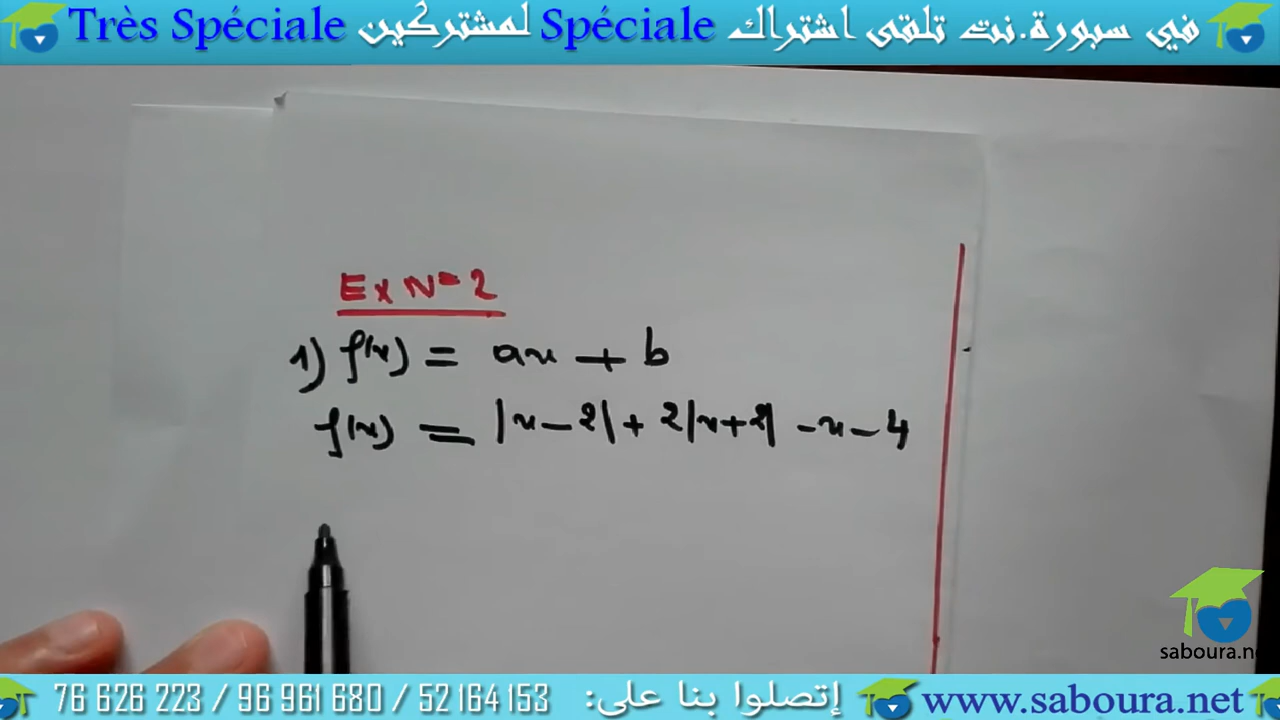 في سبورة.نت تلقى اشتراك Spéciale لمشتركين Très Spéciale
Ex N=2
1) f(x) = ax + b
f(x) = |x-2| + 2|x+2| -x-4
saboura.ne
76 626 223 / 96 961 680 / 52 164 153 إتصلوا بنا على: www.saboura.net